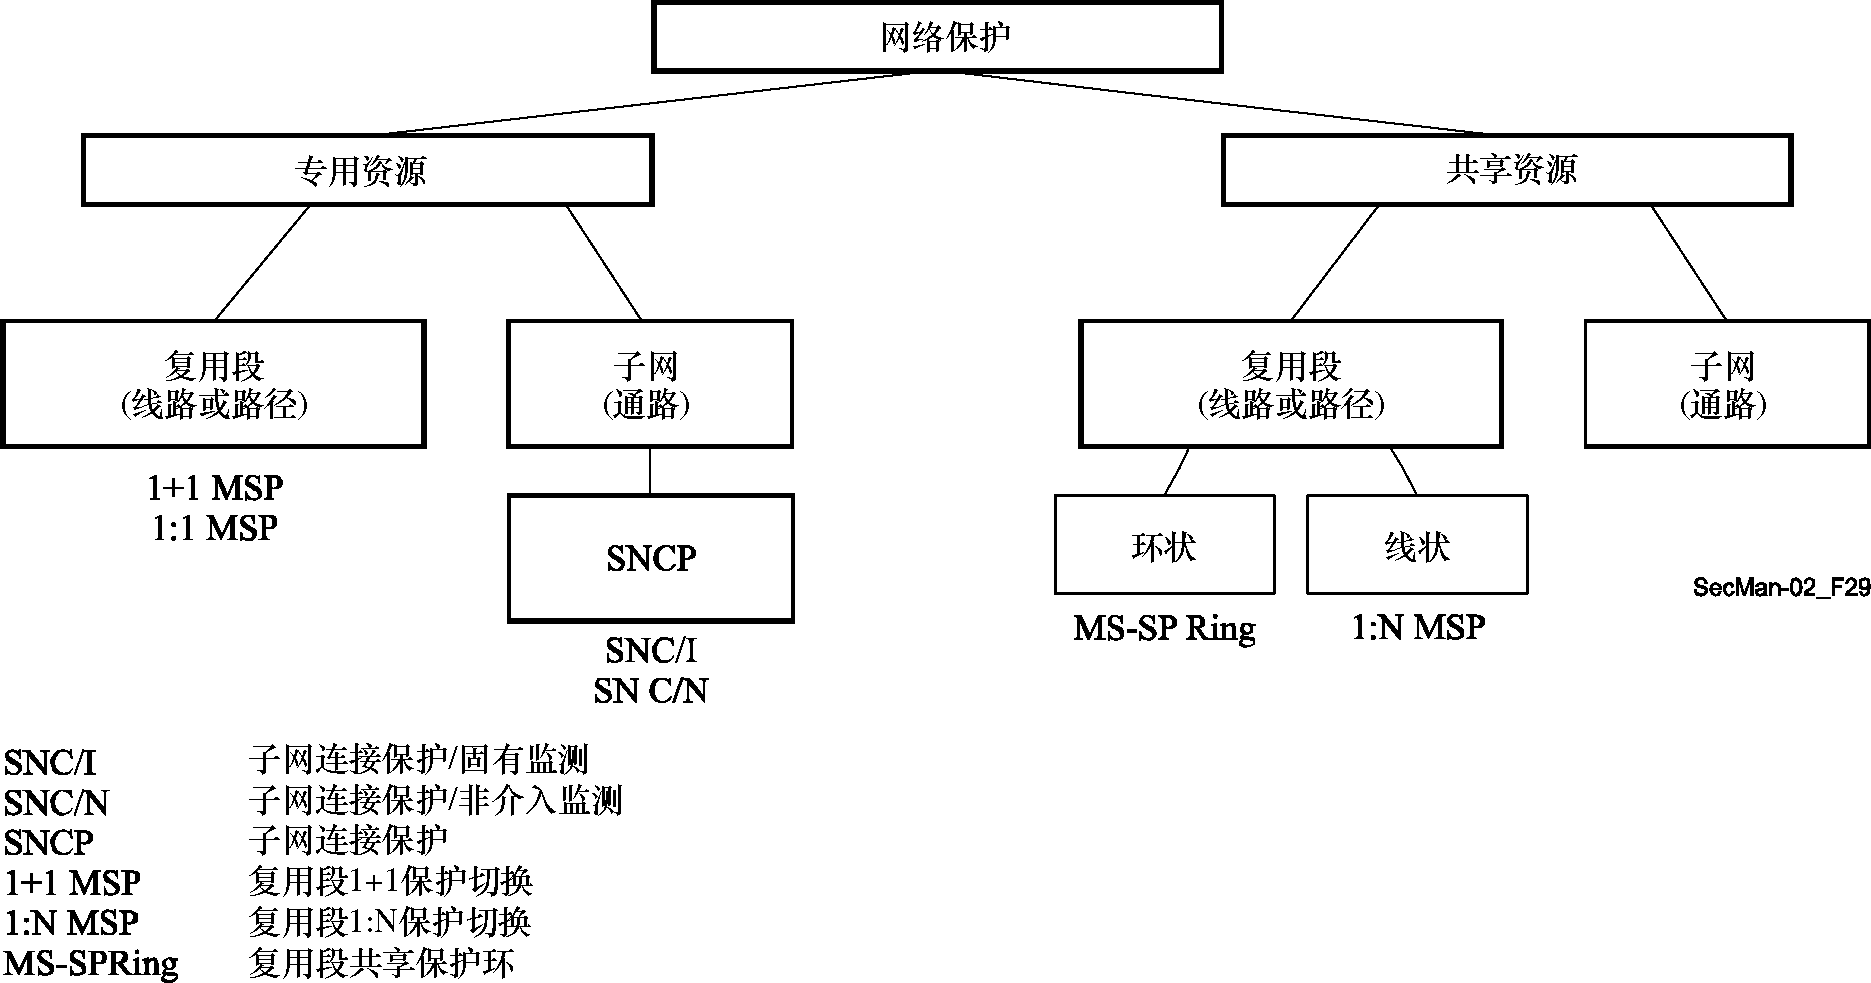 网络保护
专用资源
共享资源
复用段
(线路或路径)
子网
(通路)
复用段
(线路或路径)
子网
(通路)
1+1 MSP
1:1 MSP
SNCP
环状
线状
SecMan-02_F29
SNC/I
SN C/N
MS-SP Ring
1:N MSP
SNC/I 子网连接保护/固有监测
SNC/N 子网连接保护/非介入监测
SNCP 子网连接保护
1+1 MSP 复用段1+1保护切换
1:N MSP 复用段1:N保护切换
MS-SPRing 复用段共享保护环